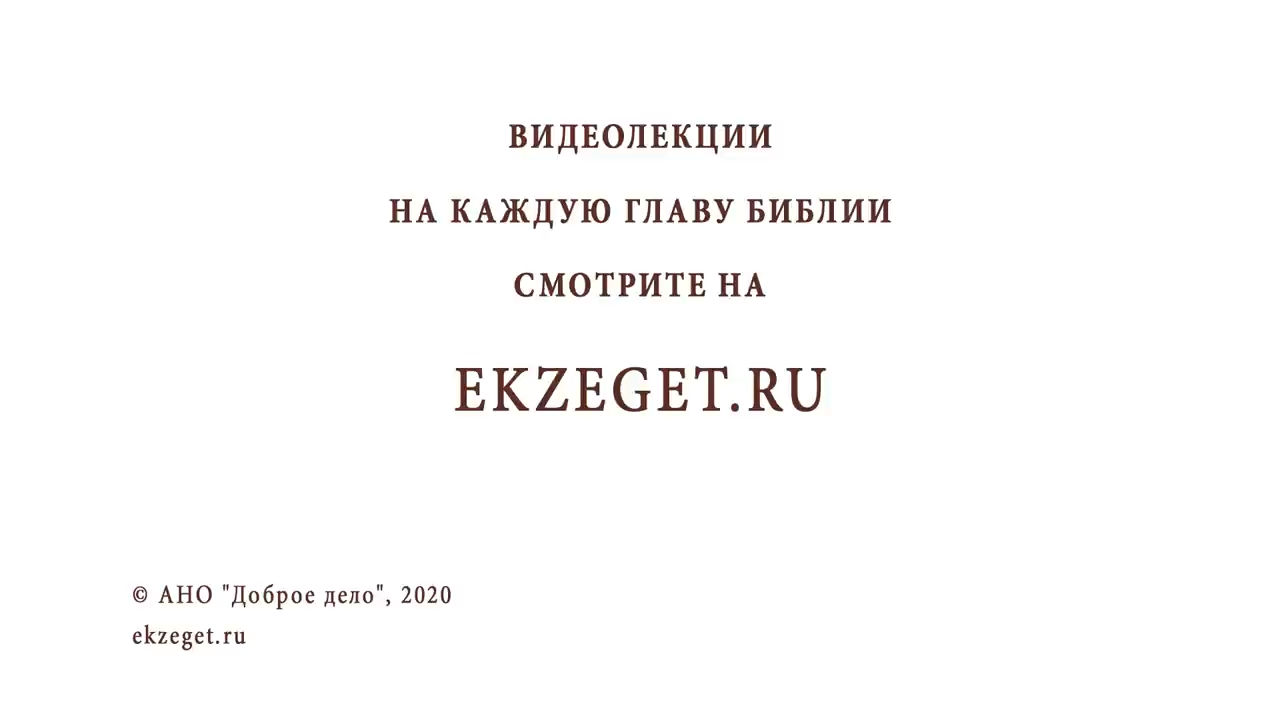 ВИДЕОЛЕКЦИИ
НА КАЖДУЮ ГЛАВУ БИБЛИИ
СМОТРИТЕ НА
EKZEGET.RU
© АНО "Доброе дело", 2020
ekzeget.ru